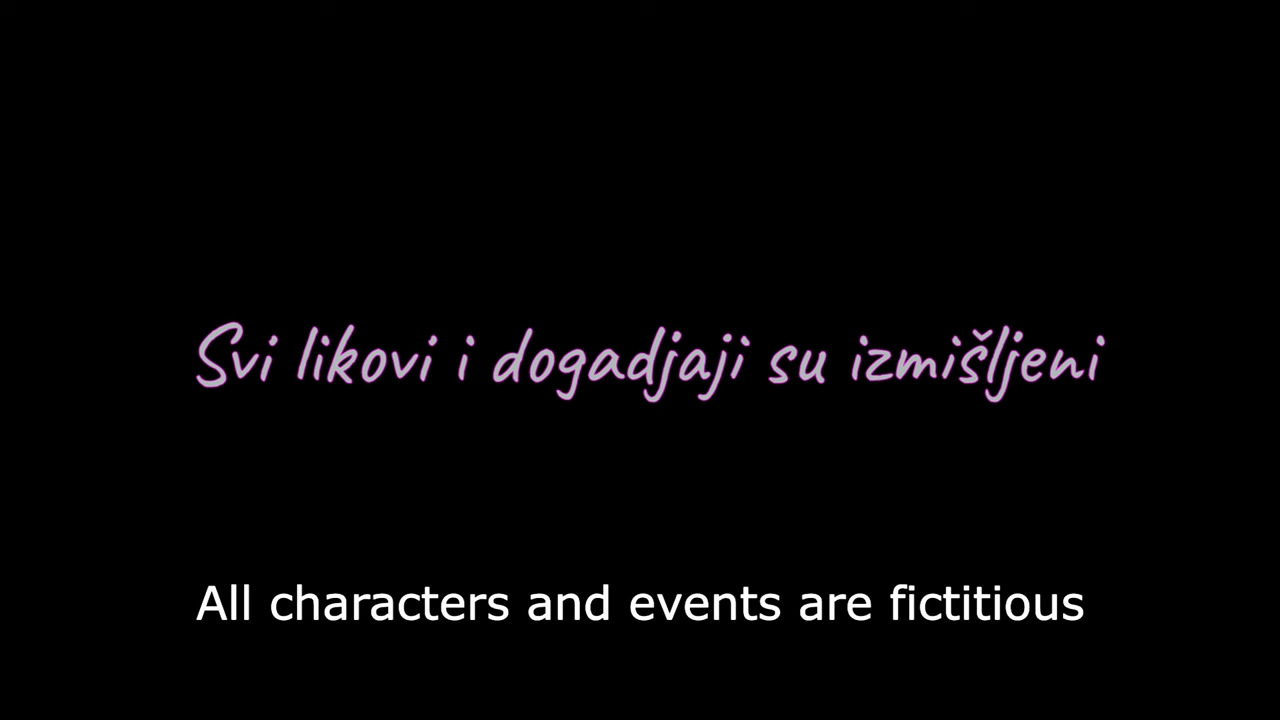 Svi likovi i dogadjaji su izmišljeni
All characters and events are fictitious